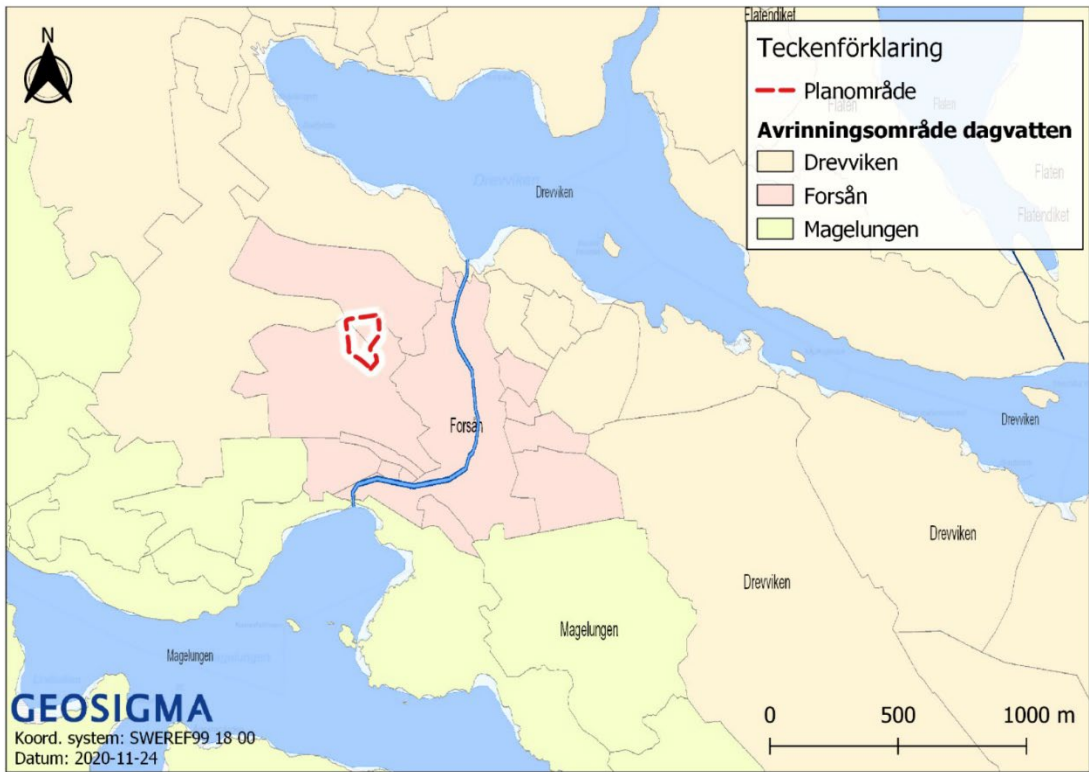 N
Flatendiket
Teckenförklaring
Planområde
Avrinningsområde dagvatten
Drevviken
Forsån
Magelungen
Flaten
Flaten
Flaten
Flatendiket
Drevviken
Drevviken
Drevviken
Forsån
Drevviken
Drevviken
Magelungen
Magelungen
Magelungen
GEOSIGMA
Koord. system: SWEREF99 18 00
Datum: 2020-11-24
0 500 1000 m